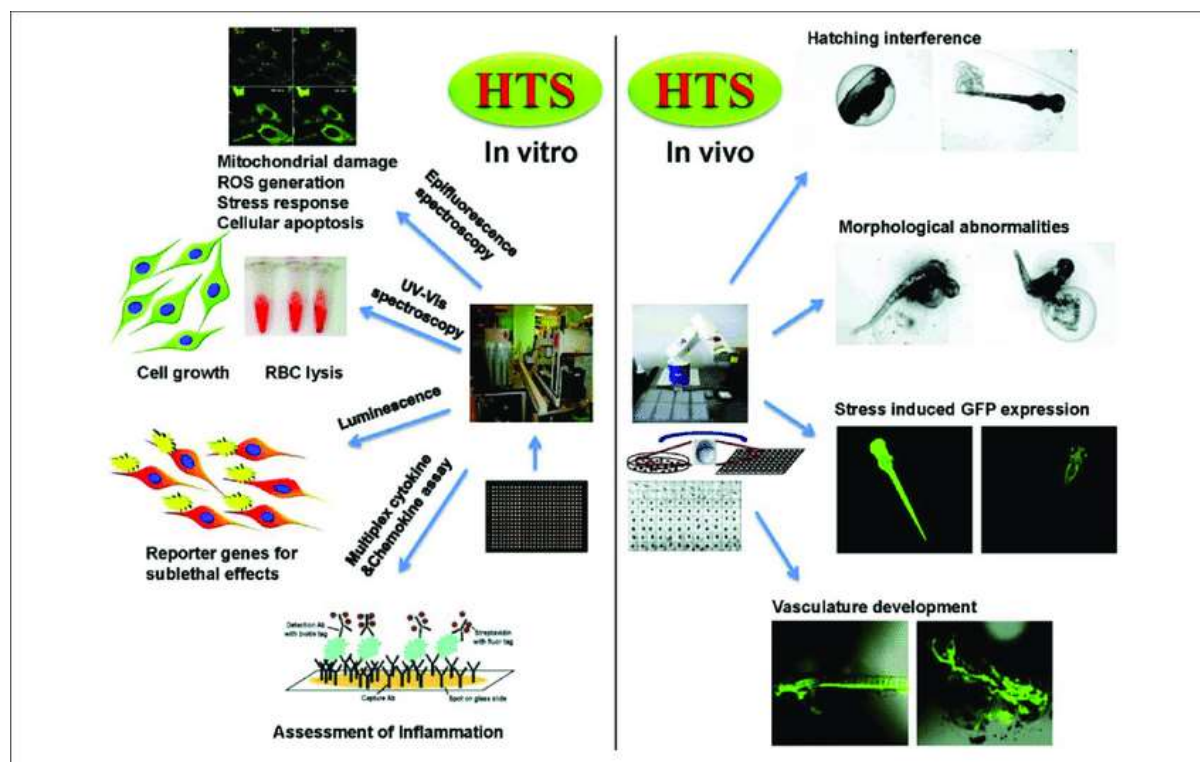 HTS
In vitro
Mitochondrial damage
ROS generation
Stress response
Cellular apoptosis
Epifluorescence
spectroscopy
UV-Vis
spectroscopy
Cell growth
RBC lysis
Luminescence
Reporter genes for
sublethal effects
Multiplex cytokine
&Chemokine assay
Detection Ab
with biotin tag
Streptavidin
with fluor tag
Capture Ab
Spot on glass slide
Assessment of Inflammation
HTS
In vivo
Hatching interference
Morphological abnormalities
Stress induced GFP expression
Vasculature development